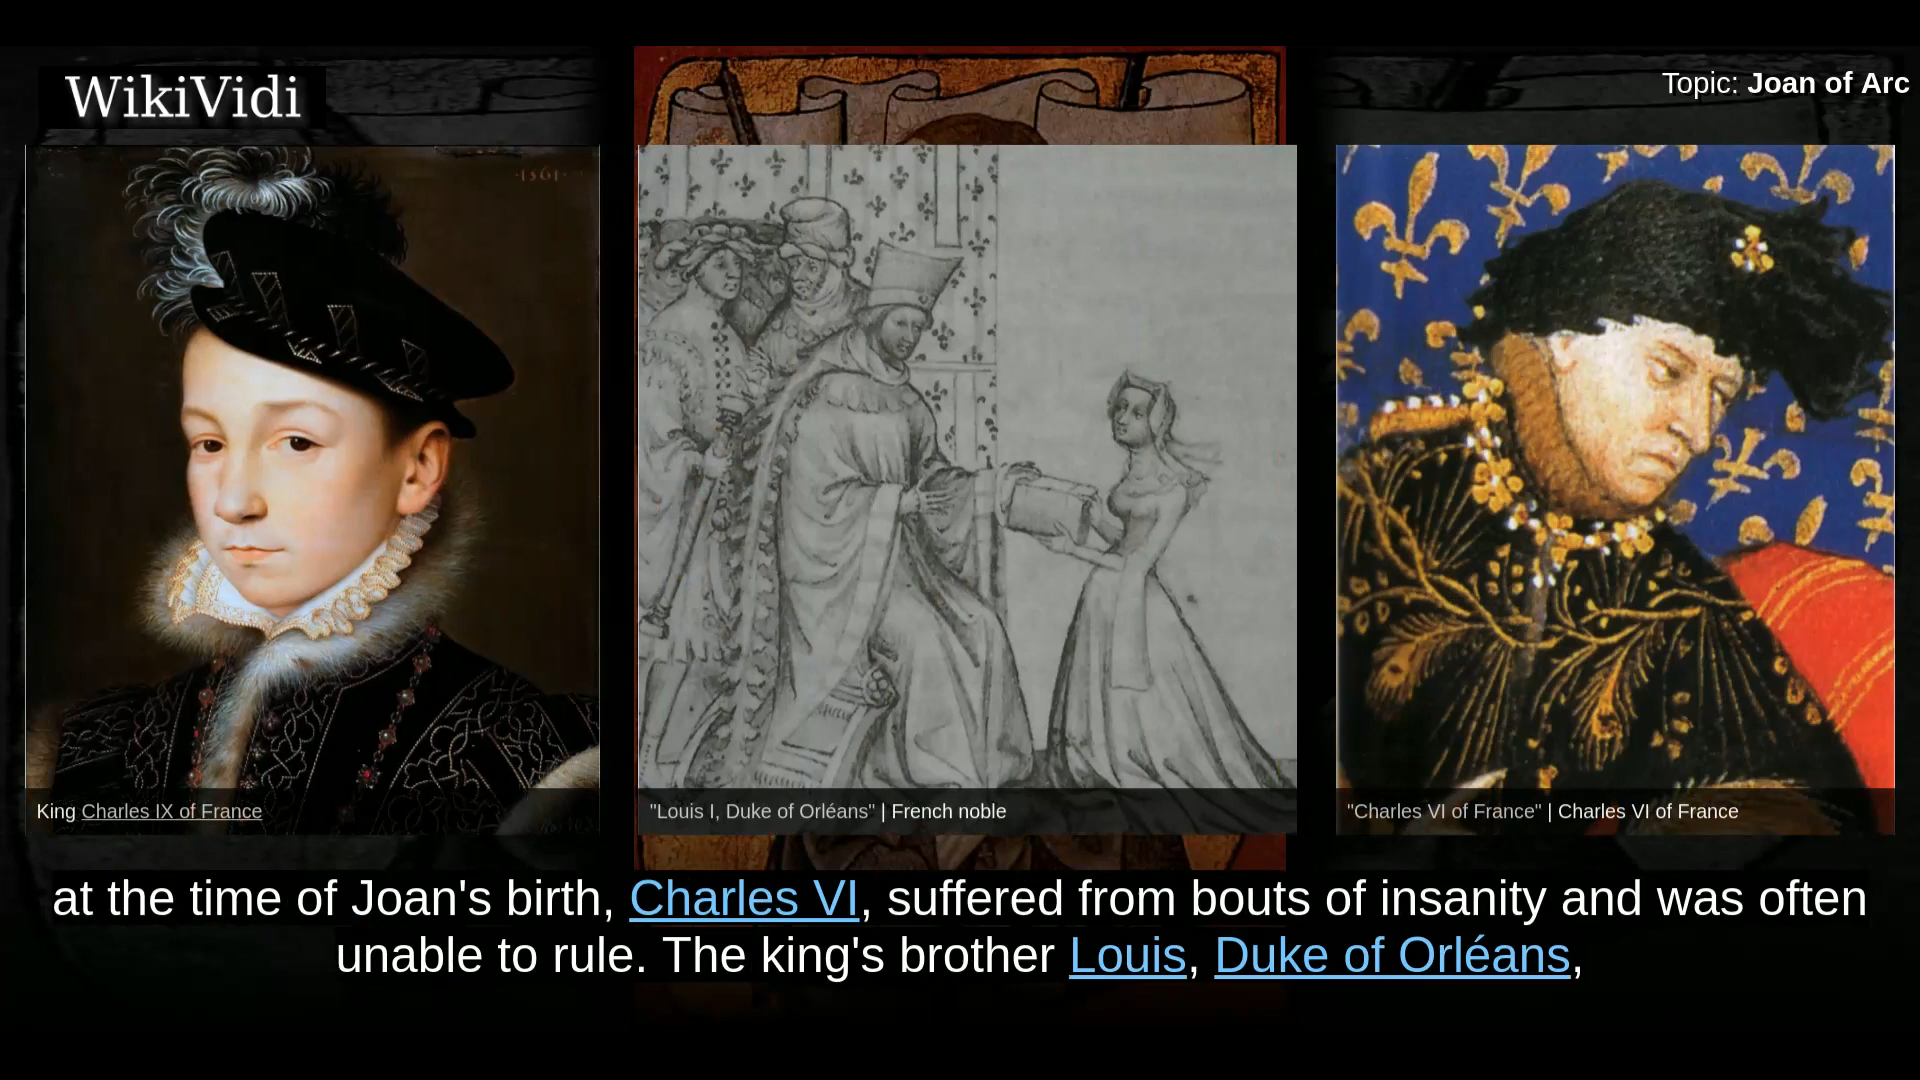 WikiVidi
Topic: Joan of Arc
·1561·
King Charles IX of France
"Louis I, Duke of Orléans" | French noble
"Charles VI of France" | Charles VI of France
at the time of Joan's birth, Charles VI, suffered from bouts of insanity and was often
unable to rule. The king's brother Louis, Duke of Orléans,